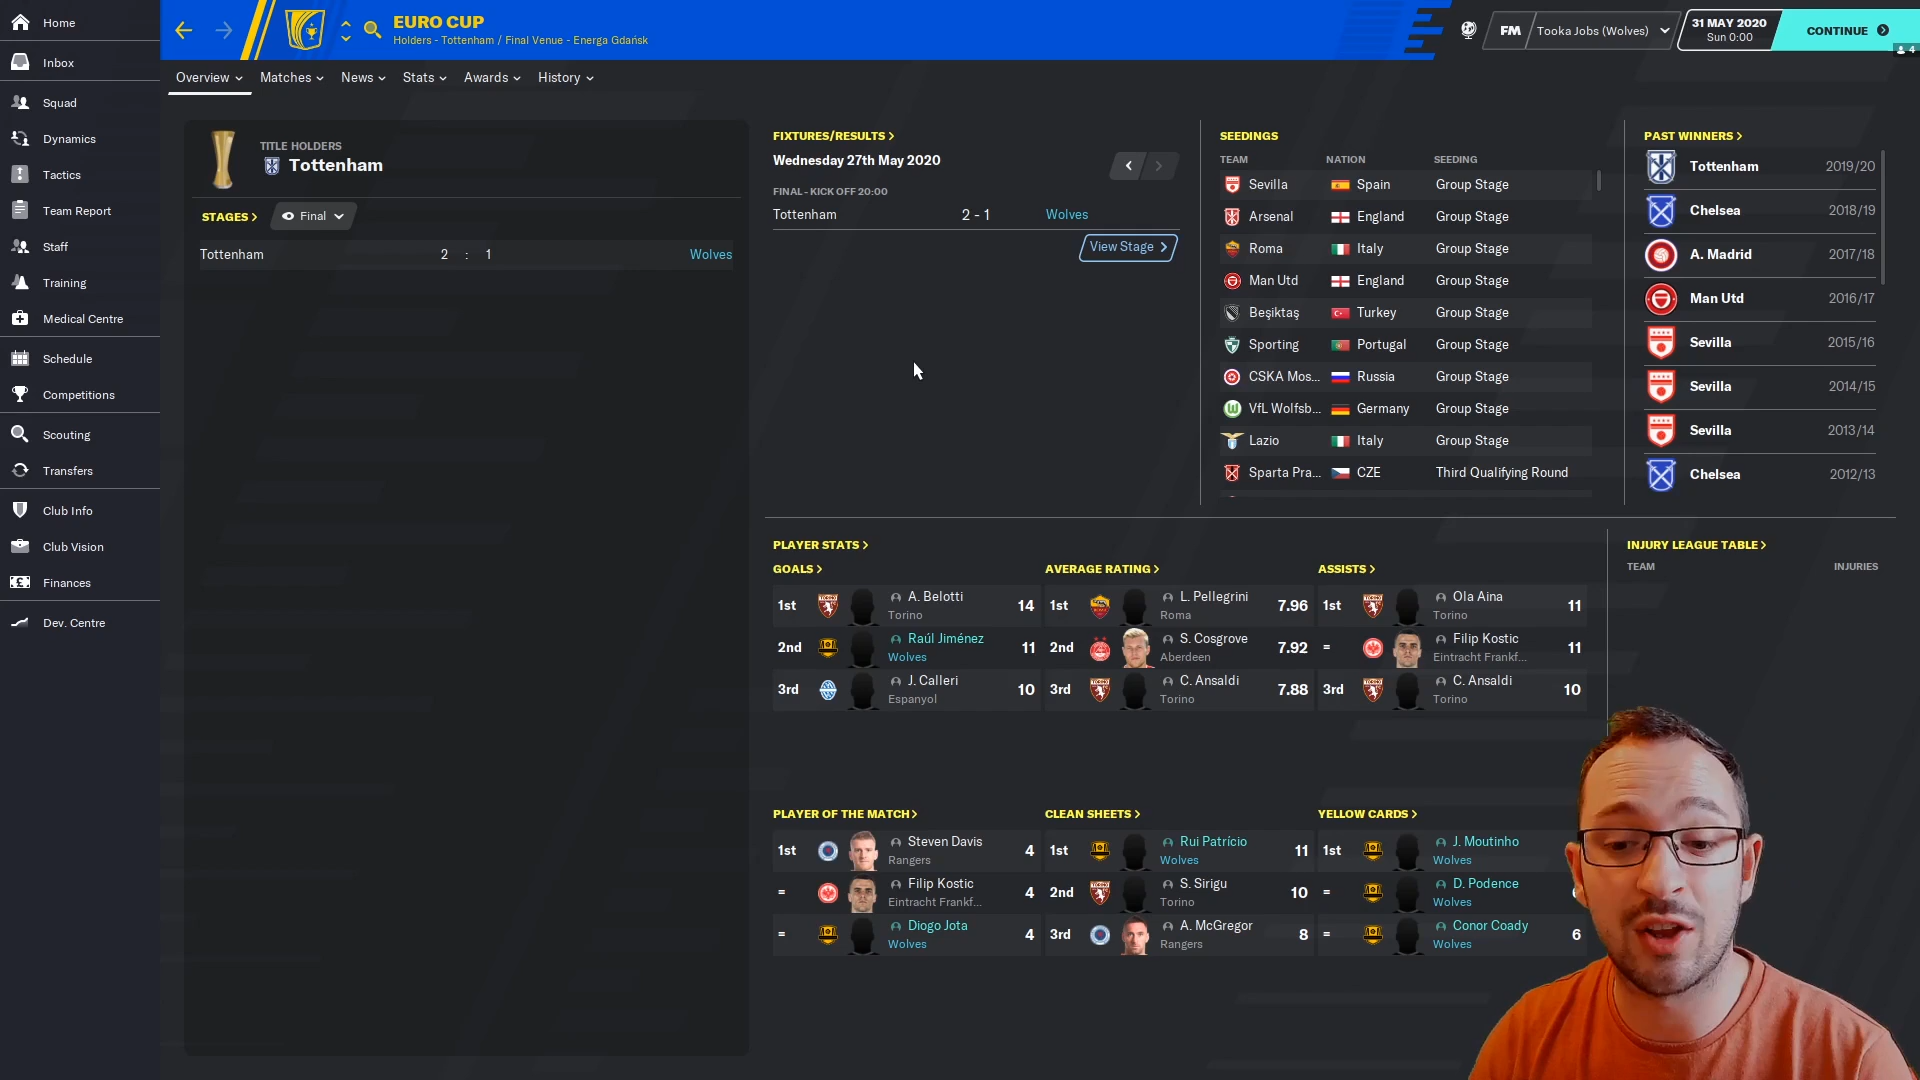 Home
Inbox
Squad
Dynamics
Tactics
Team Report
Staff
Training
Medical Centre
Schedule
Competitions
Scouting
Transfers
Club Info
Club Vision
Finances
Dev. Centre
EURO CUP
Holders - Tottenham / Final Venue - Energa Gdańsk
FM Tooka Jobs (Wolves)
31 MAY 2020
Sun 0:00
CONTINUE
4
Overview Matches News Stats Awards History
TITLE HOLDERS
Tottenham
STAGES > Final
Tottenham 2 : 1 Wolves
FIXTURES/RESULTS >
Wednesday 27th May 2020
FINAL - KICK OFF 20:00
Tottenham 2 - 1 Wolves
View Stage >
SEEDINGS
TEAM NATION SEEDING
Sevilla Spain Group Stage
Arsenal England Group Stage
Roma Italy Group Stage
Man Utd England Group Stage
Beşiktaş Turkey Group Stage
Sporting Portugal Group Stage
CSKA Mos... Russia Group Stage
VfL Wolfsb... Germany Group Stage
Lazio Italy Group Stage
Sparta Pra... CZE Third Qualifying Round
PAST WINNERS >
Tottenham 2019/20
Chelsea 2018/19
A. Madrid 2017/18
Man Utd 2016/17
Sevilla 2015/16
Sevilla 2014/15
Sevilla 2013/14
Chelsea 2012/13
PLAYER STATS >
GOALS >
1st A. Belotti 14
Torino
2nd Raúl Jiménez 11
Wolves
3rd J. Calleri 10
Espanyol
AVERAGE RATING >
1st L. Pellegrini 7.96
Roma
2nd S. Cosgrove 7.92
Aberdeen
3rd C. Ansaldi 7.88
Torino
ASSISTS >
1st Ola Aina 11
Torino
= Filip Kostic 11
Eintracht Frankf...
3rd C. Ansaldi 10
Torino
INJURY LEAGUE TABLE >
TEAM INJURIES
PLAYER OF THE MATCH >
1st Steven Davis 4
Rangers
= Filip Kostic 4
Eintracht Frankf...
= Diogo Jota 4
Wolves
CLEAN SHEETS >
1st Rui Patrício 11
Wolves
2nd S. Sirigu 10
Torino
3rd A. McGregor 8
Rangers
YELLOW CARDS >
1st J. Moutinho
Wolves
= D. Podence
Wolves
= Conor Coady 6
Wolves